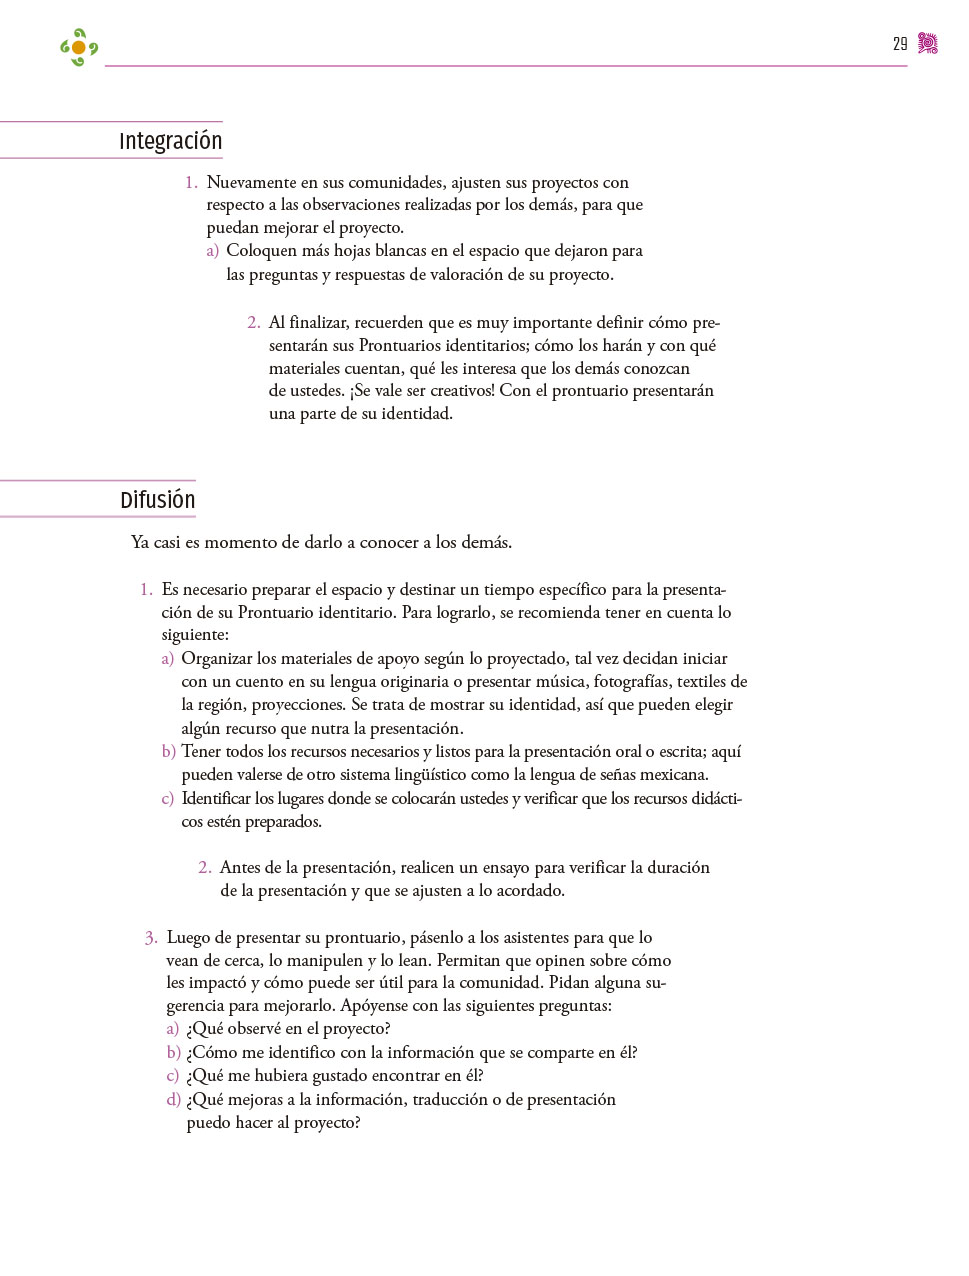 29
Integración
1. Nuevamente en sus comunidades, ajusten sus proyectos con
respecto a las observaciones realizadas por los demás, para que
puedan mejorar el proyecto.
a) Coloquen más hojas blancas en el espacio que dejaron para
las preguntas y respuestas de valoración de su proyecto.
2. Al finalizar, recuerden que es muy importante definir cómo pre-
sentarán sus Prontuarios identitarios; cómo los harán y con qué
materiales cuentan, qué les interesa que los demás conozcan
de ustedes. ¡Se vale ser creativos! Con el prontuario presentarán
una parte de su identidad.
Difusión
Ya casi es momento de darlo a conocer a los demás.
1. Es necesario preparar el espacio y destinar un tiempo específico para la presenta-
ción de su Prontuario identitario. Para lograrlo, se recomienda tener en cuenta lo
siguiente:
a) Organizar los materiales de apoyo según lo proyectado, tal vez decidan iniciar
con un cuento en su lengua originaria o presentar música, fotografías, textiles de
la región, proyecciones. Se trata de mostrar su identidad, así que pueden elegir
algún recurso que nutra la presentación.
b) Tener todos los recursos necesarios y listos para la presentación oral o escrita; aquí
pueden valerse de otro sistema lingüístico como la lengua de señas mexicana.
c) Identificar los lugares donde se colocarán ustedes y verificar que los recursos didácti-
cos estén preparados.
2. Antes de la presentación, realicen un ensayo para verificar la duración
de la presentación y que se ajusten a lo acordado.
3. Luego de presentar su prontuario, pásenlo a los asistentes para que lo
vean de cerca, lo manipulen y lo lean. Permitan que opinen sobre cómo
les impactó y cómo puede ser útil para la comunidad. Pidan alguna su-
gerencia para mejorarlo. Apóyense con las siguientes preguntas:
a) ¿Qué observé en el proyecto?
b) ¿Cómo me identifico con la información que se comparte en él?
c) ¿Qué me hubiera gustado encontrar en él?
d) ¿Qué mejoras a la información, traducción o de presentación
puedo hacer al proyecto?